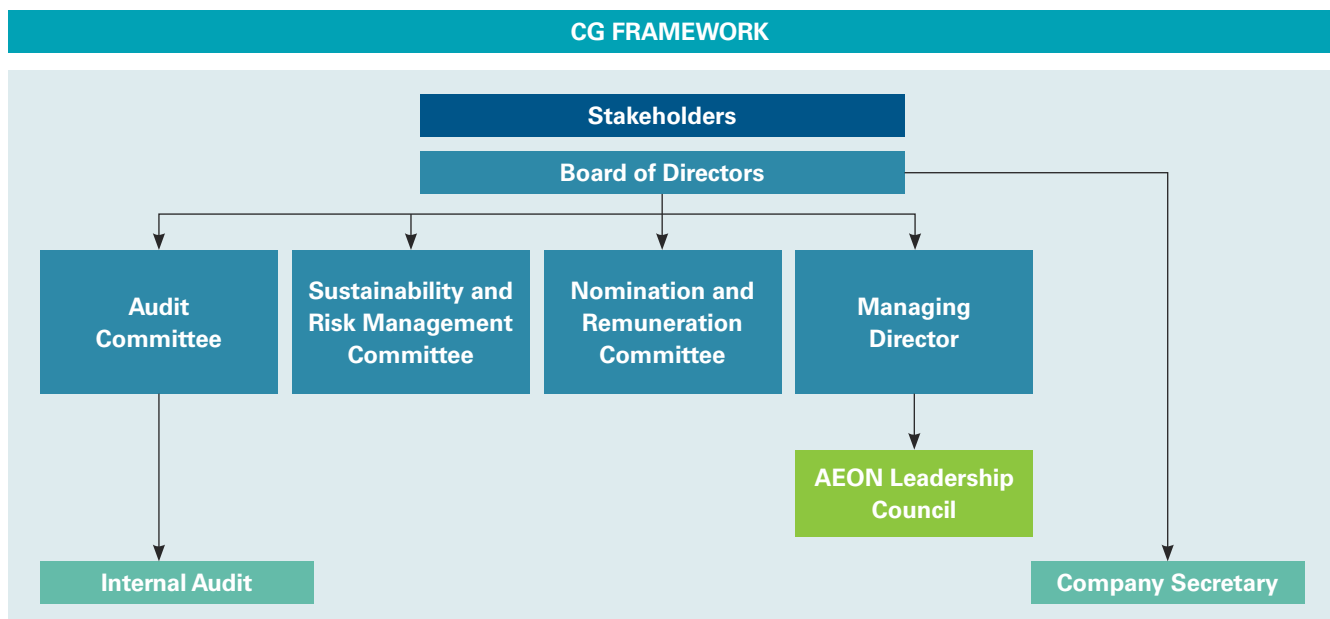 CG FRAMEWORK
Stakeholders
Board of Directors
Audit
Committee
Sustainability and
Risk Management
Committee
Nomination and
Remuneration
Committee
Managing
Director
AEON Leadership
Council
Internal Audit
Company Secretary